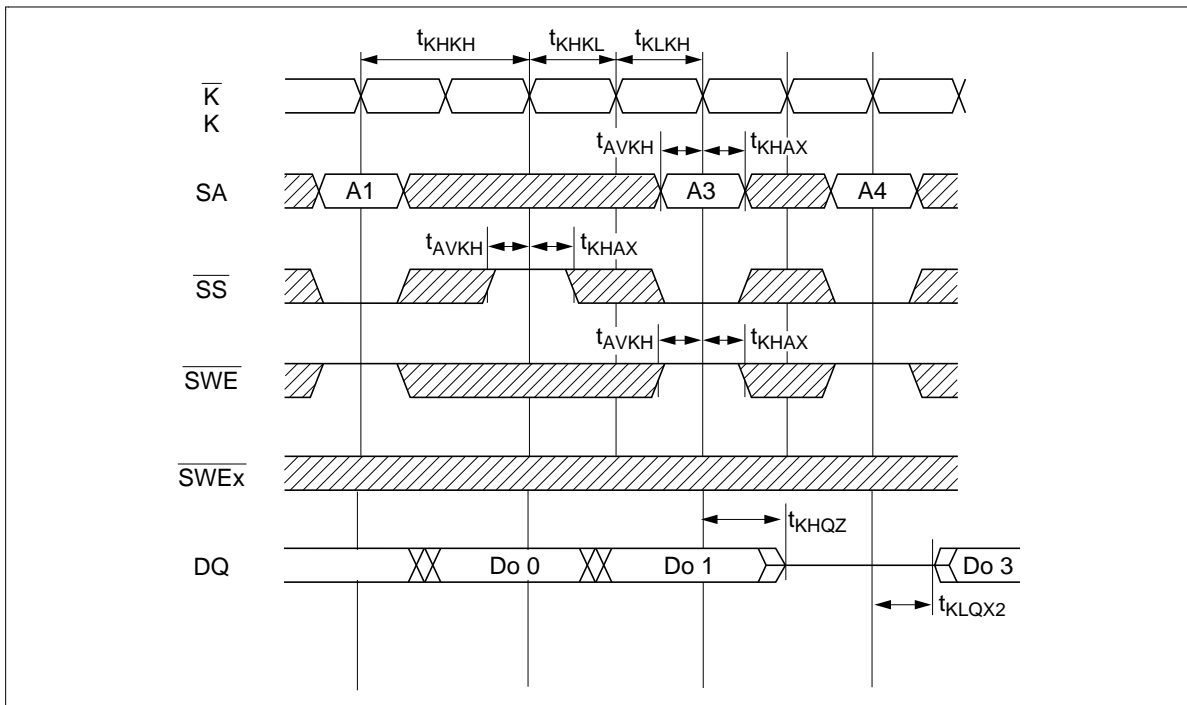 tKHKH tKHKL tKLKH
K
K
tAVKH tKHAX
SA A1 A3 A4
tAVKH tKHAX
SS
tAVKH tKHAX
SWE
SWEx
tKHQZ
DQ Do 0 Do 1 Do 3
tKLQX2